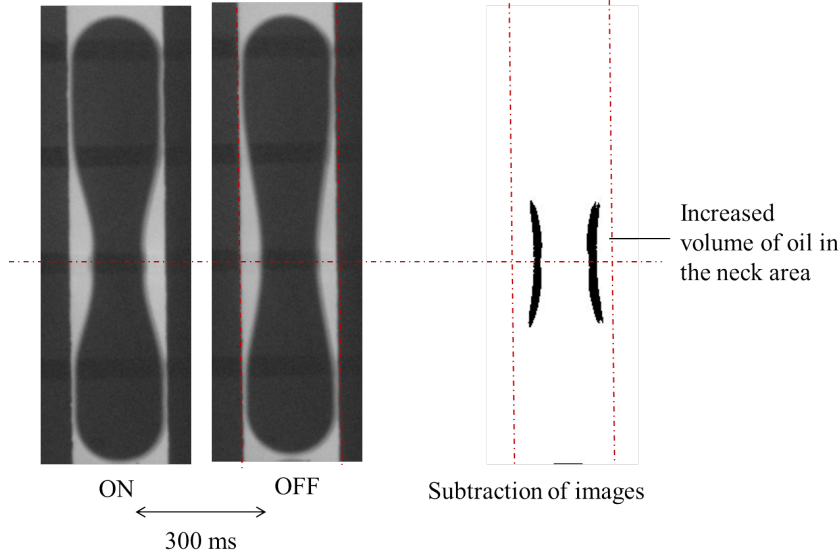 Increased
volume of oil in
the neck area
ON
OFF
Subtraction of images
300 ms